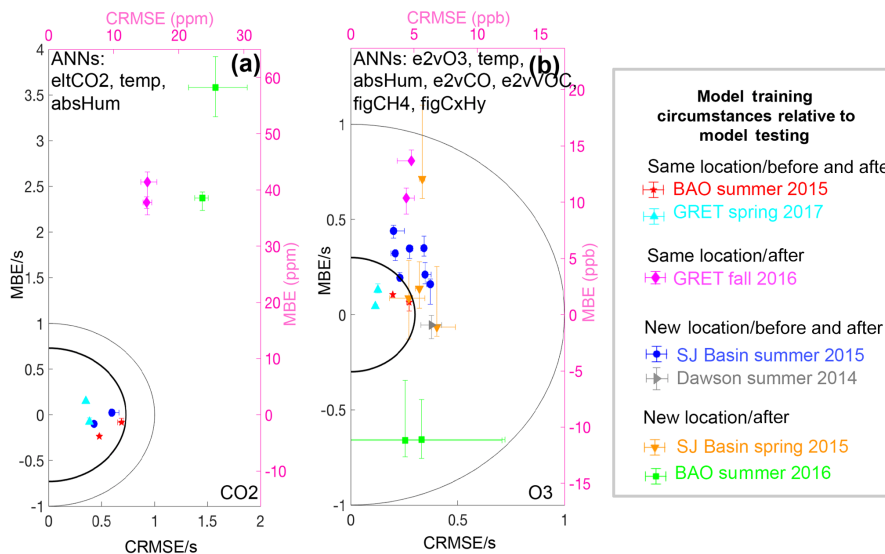 CRMSE (ppm)
0 10 20 30
CRMSE (ppb)
0 5 10 15
(a)
ANNs:
eltCO2, temp,
absHum
(b)
ANNs: e2vO3, temp,
absHum, e2vCO, e2vVOC,
figCH4, figCxHy
4
3.5
3
2.5
2
1.5
1
0.5
0
-0.5
-1
MBE/s
60
50
40
30
20
10
0
-10
MBE (ppm)
CO2
0 0.5 1 1.5 2
CRMSE/s
1
0.5
0
-0.5
-1
MBE/s
20
15
10
5
0
-5
-10
-15
MBE (ppb)
O3
0 0.5 1
CRMSE/s
Model training
circumstances relative to
model testing
Same location/before and after
BAO summer 2015
GRET spring 2017
Same location/after
GRET fall 2016
New location/before and after
SJ Basin summer 2015
Dawson summer 2014
New location/after
SJ Basin spring 2015
BAO summer 2016